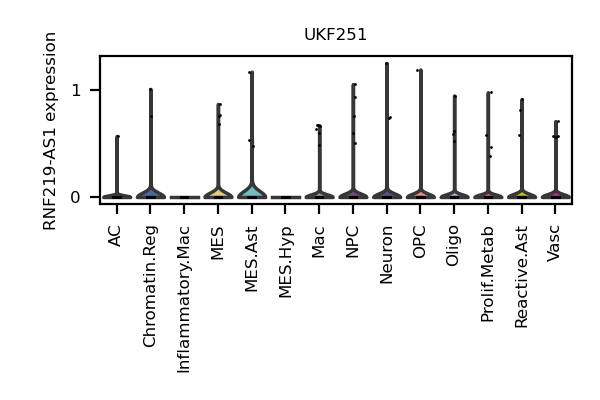 UKF251
RNF219-AS1 expression
1
0
AC
Chromatin.Reg
Inflammatory.Mac
MES
MES.Ast
MES.Hyp
Mac
NPC
Neuron
OPC
Oligo
Prolif.Metab
Reactive.Ast
Vasc